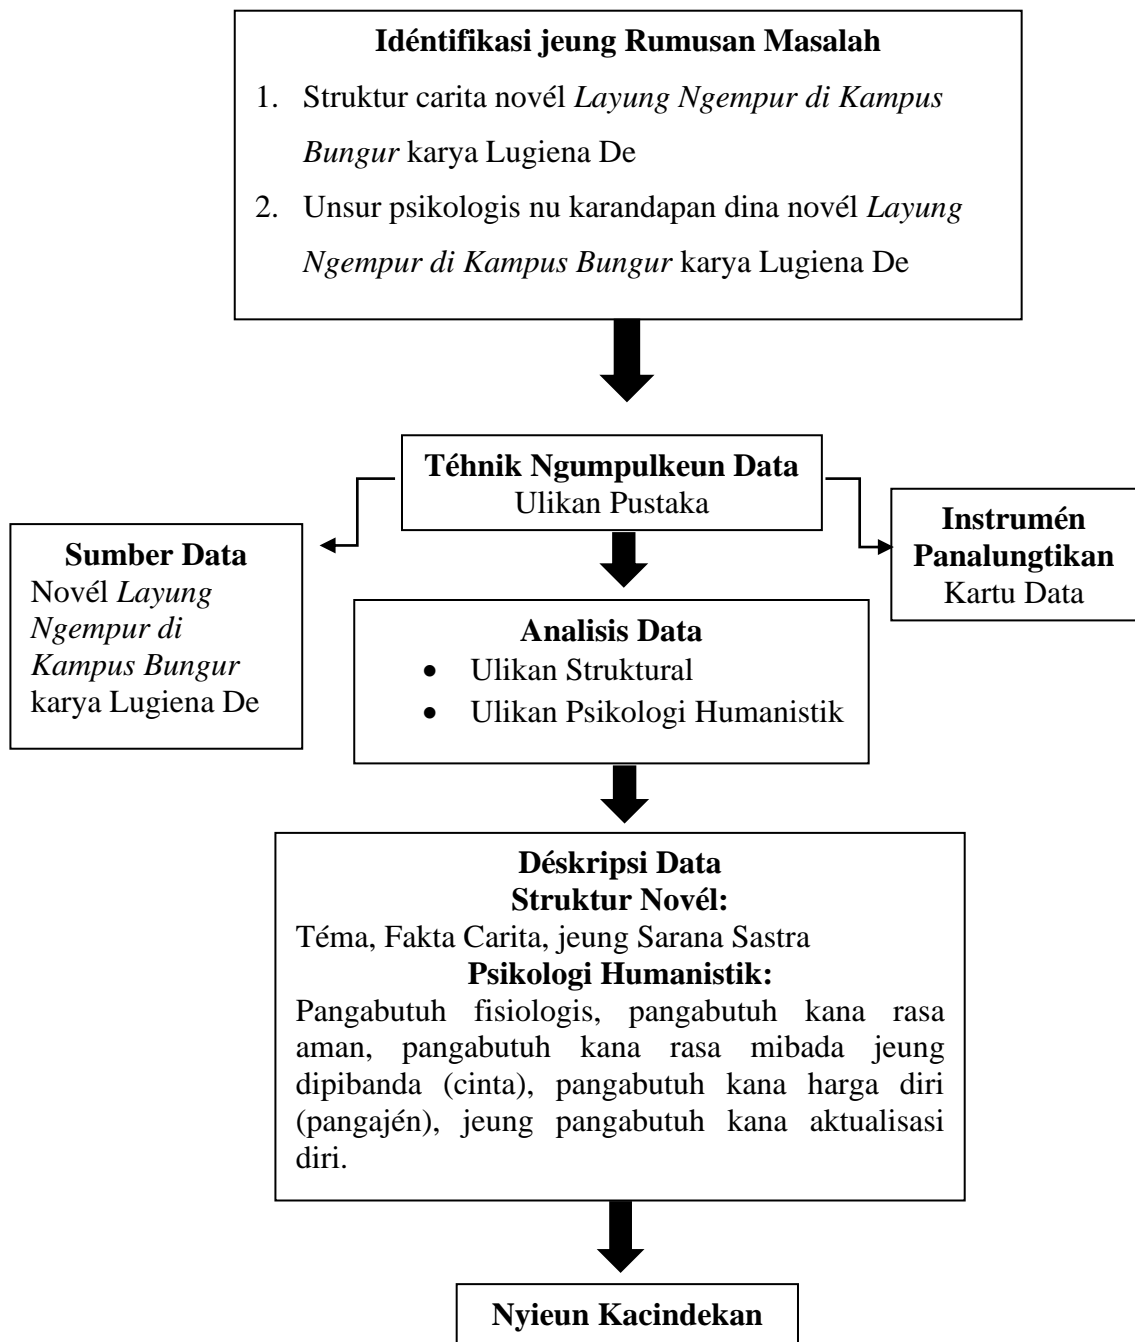 Idéntifikasi jeung Rumusan Masalah
1. Struktur carita novél Layung Ngempur di Kampus
Bungur karya Lugiena De
2. Unsur psikologis nu karandapan dina novél Layung
Ngempur di Kampus Bungur karya Lugiena De
Téhnik Ngumpulkeun Data
Ulikan Pustaka
Sumber Data
Novél Layung
Ngempur di
Kampus Bungur
karya Lugiena De
Instrumén
Panalungtikan
Kartu Data
Analisis Data
• Ulikan Struktural
• Ulikan Psikologi Humanistik
Déskripsi Data
Struktur Novél:
Téma, Fakta Carita, jeung Sarana Sastra
Psikologi Humanistik:
Pangabutuh fisiologis, pangabutuh kana rasa
aman, pangabutuh kana rasa mibada jeung
dipibanda (cinta), pangabutuh kana harga diri
(pangajén), jeung pangabutuh kana aktualisasi
diri.
Nyieun Kacindekan